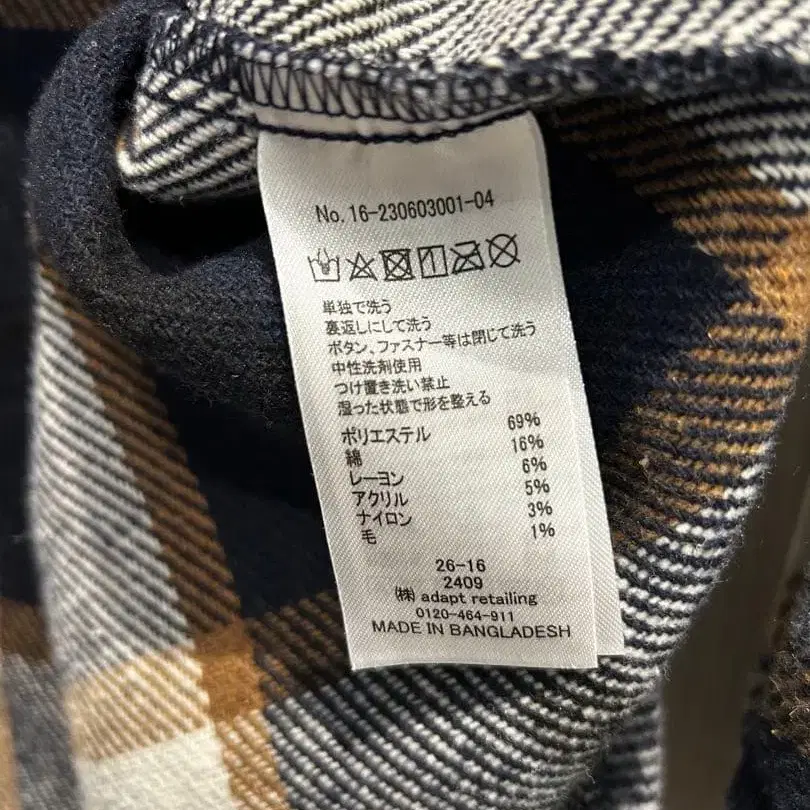 No. 16-230603001-04
単独で洗う
裏返しにして洗う
ボタン、ファスナー等は閉じて洗う
中性洗剤使用
つけ置き洗い禁止
湿った状態で形を整える
ポリエステル 69%
綿 16%
レーヨン 6%
アクリル 5%
ナイロン 3%
毛 1%
26-16
2409
㈱ adapt retailing
0120-464-911
MADE IN BANGLADESH